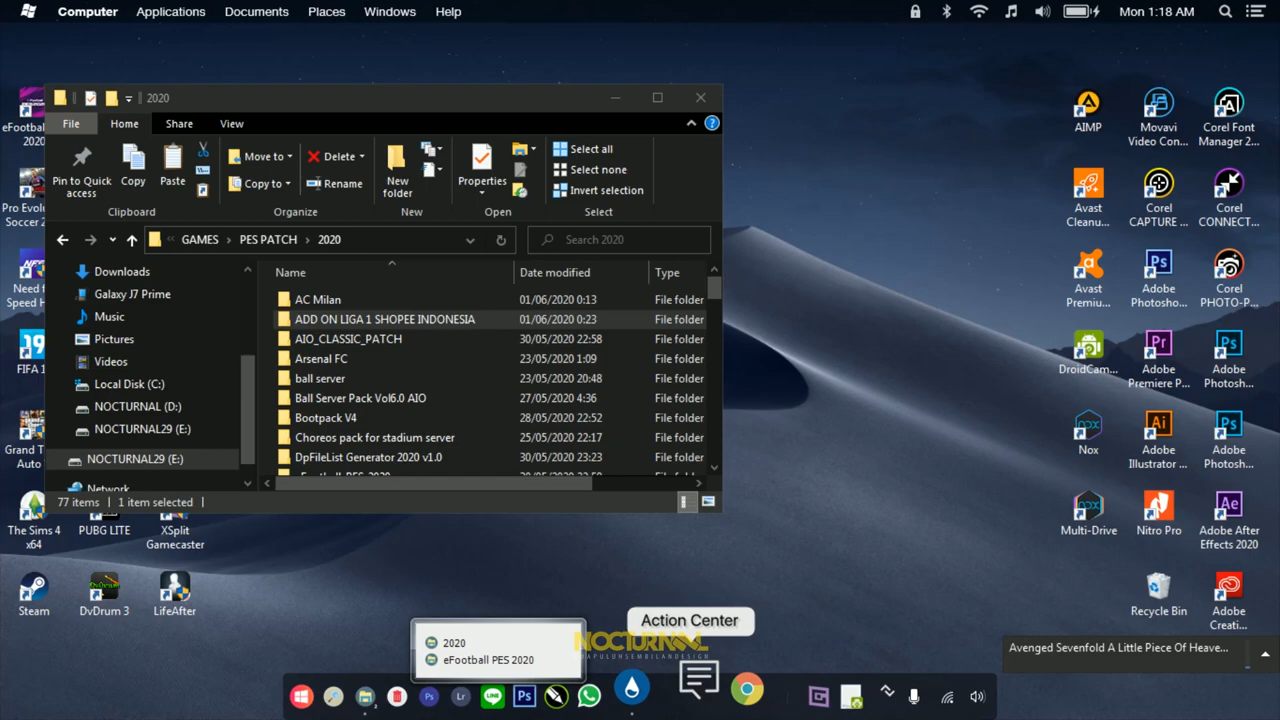 Computer Applications Documents Places Windows Help
Mon 1:18 AM
2020
File Home Share View
Pin to Quick access
Copy
Paste
Move to
Copy to
Delete
Rename
New folder
Properties
Select all
Select none
Invert selection
Clipboard Organize New Open Select
GAMES PES PATCH 2020
Search 2020
Downloads
Galaxy J7 Prime
Music
Pictures
Videos
Local Disk (C:)
NOCTURNAL (D:)
NOCTURNAL29 (E:)
NOCTURNAL29 (E:)
Network
Name Date modified Type
AC Milan 01/06/2020 0:13 File folder
ADD ON LIGA 1 SHOPEE INDONESIA 01/06/2020 0:23 File folder
AIO_CLASSIC_PATCH 30/05/2020 22:58 File folder
Arsenal FC 23/05/2020 1:09 File folder
ball server 23/05/2020 20:48 File folder
Ball Server Pack Vol6.0 AIO 27/05/2020 4:36 File folder
Bootpack V4 28/05/2020 22:52 File folder
Choreos pack for stadium server 25/05/2020 22:17 File folder
DpFileList Generator 2020 v1.0 30/05/2020 23:23 File folder
77 items 1 item selected
eFootball
2020
Pro Evolu
Soccer 2
Need f
Speed H
FIFA 1
Grand T
Auto
The Sims 4
x64
PUBG LITE
XSplit
Gamecaster
Steam
DvDrum 3
LifeAfter
AIMP
Movavi
Video Con...
Corel Font
Manager 2...
Avast
Cleanu...
Corel
CAPTURE ...
Corel
CONNECT...
Avast
Premiu...
Adobe
Photosho...
Corel
PHOTO-P...
DroidCam...
Adobe
Premiere P...
Adobe
Photosh...
Nox
Adobe
Illustrator ...
Adobe
Photosh...
Multi-Drive
Nitro Pro
Adobe After
Effects 2020
Recycle Bin
Adobe
Creati...
2020
eFootball PES 2020
Action Center
NOCTURNAL
Avenged Sevenfold A Little Piece Of Heave...
Ps
Lr
LINE
Ps